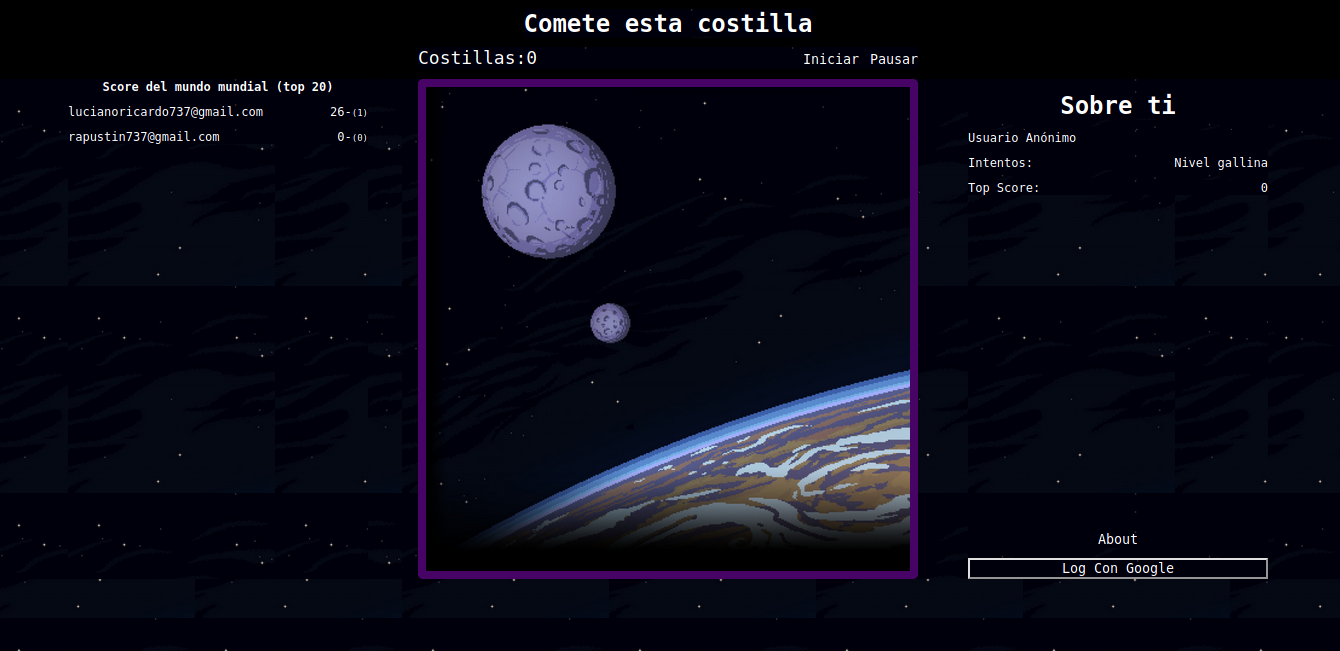 Comete esta costilla
Costillas:0
Iniciar Pausar
Score del mundo mundial (top 20)
lucianoricardo737@gmail.com 26-(1)
rapustin737@gmail.com 0-(0)
Sobre ti
Usuario Anónimo
Intentos: Nivel gallina
Top Score: 0
About
Log Con Google